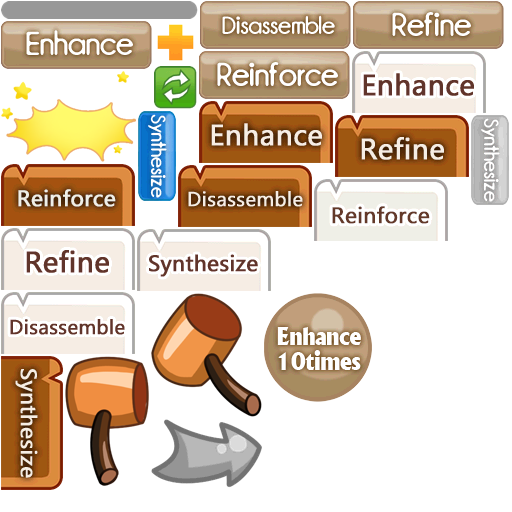 Disassemble
Refine
Enhance
Reinforce
Enhance
Synthesize
Enhance
Refine
Synthesize
Reinforce
Disassemble
Reinforce
Refine
Synthesize
Disassemble
Enhance
10times
Synthesize